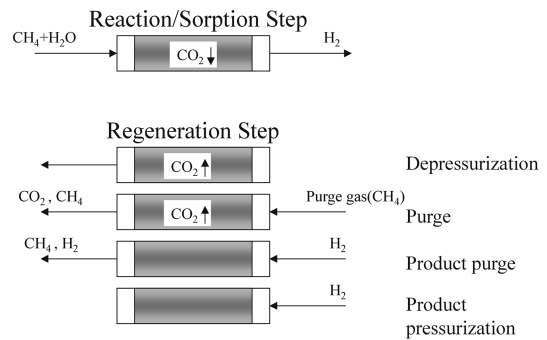 Reaction/Sorption Step
CH₄+H₂O
H₂
CO₂
Regeneration Step
CO₂
Depressurization
CO₂ , CH₄
CO₂
Purge gas(CH₄)
Purge
CH₄ , H₂
H₂
Product purge
H₂
Product
pressurization